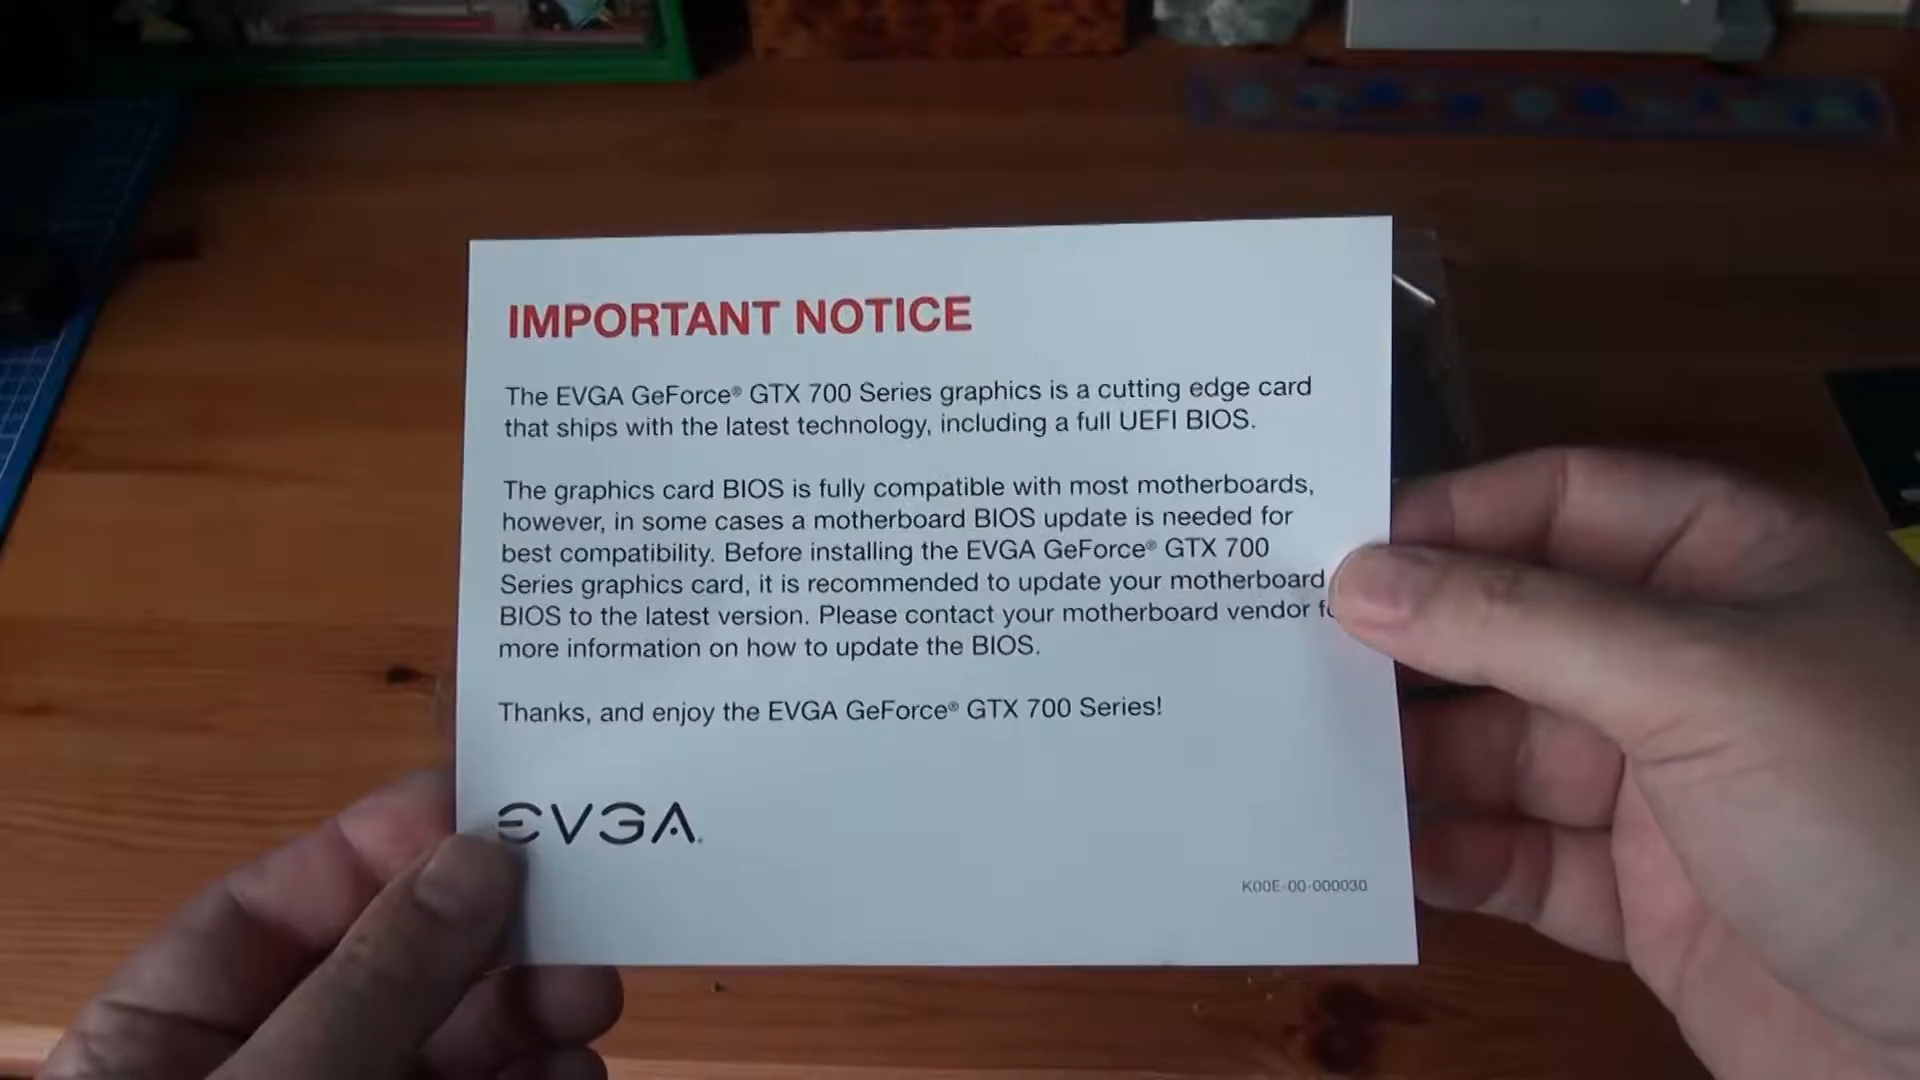 IMPORTANT NOTICE
The EVGA GeForce® GTX 700 Series graphics is a cutting edge card
that ships with the latest technology, including a full UEFI BIOS.
The graphics card BIOS is fully compatible with most motherboards,
however, in some cases a motherboard BIOS update is needed for
best compatibility. Before installing the EVGA GeForce® GTX 700
Series graphics card, it is recommended to update your motherboard
BIOS to the latest version. Please contact your motherboard vendor
more information on how to update the BIOS.
Thanks, and enjoy the EVGA GeForce® GTX 700 Series!
EVGA
K00E-00-000030